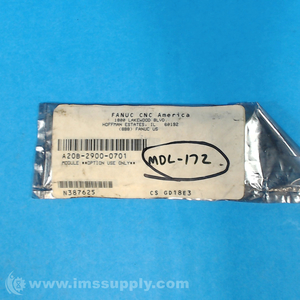 FANUC CNC America
1800 LAKEWOOD BLVD.
HOFFMAN ESTATES, IL 60192
(888) FANUC US
A20B-2900-0701
MODULE **OPTION USE ONLY**
MDL-172
N387625
CS GD18E3
© www.imssupply.com